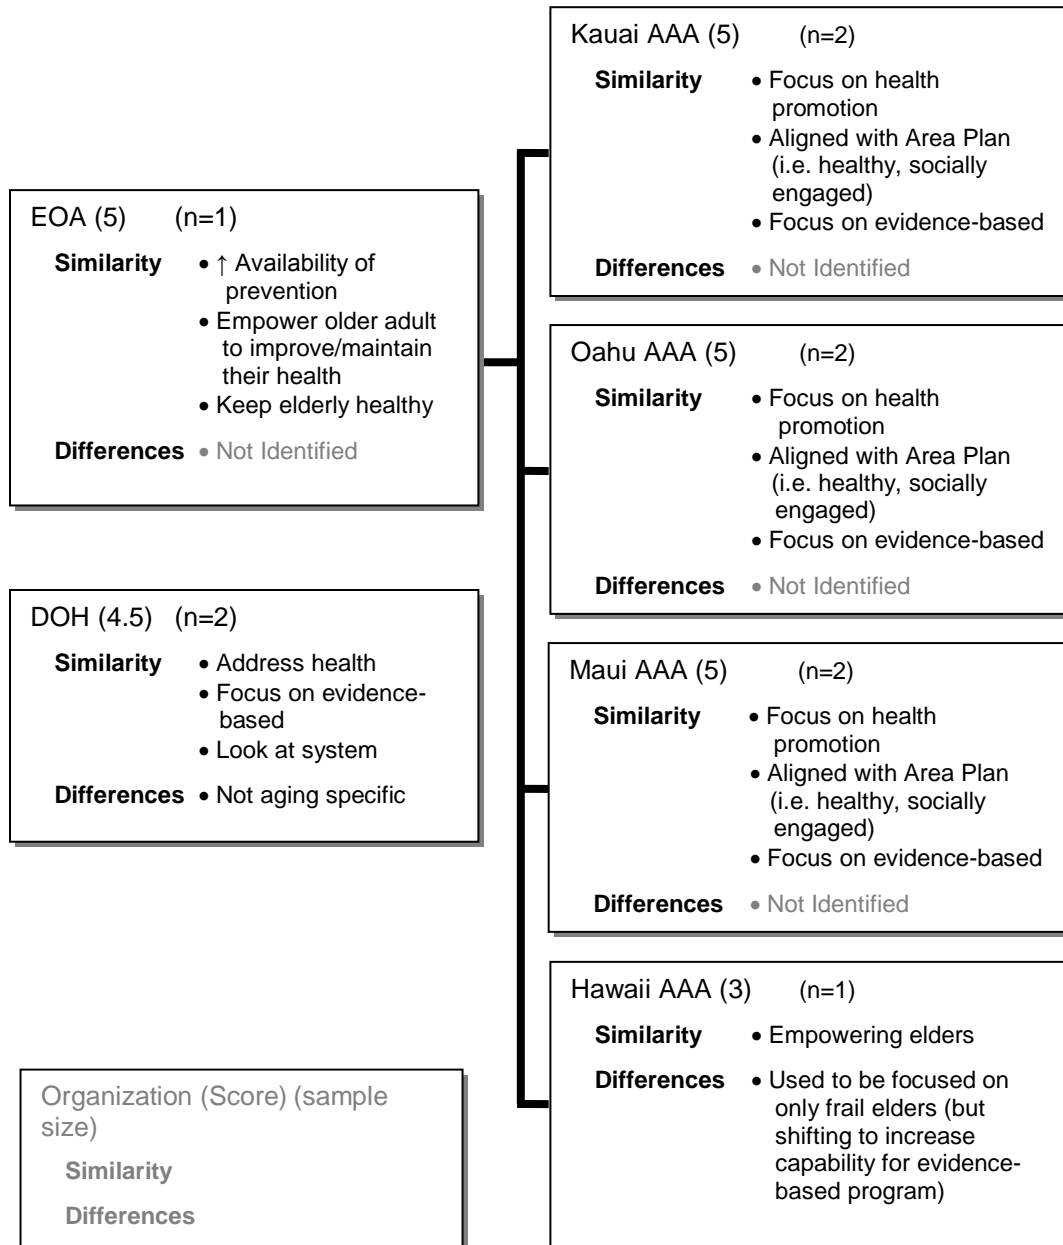 EOA (5) (n=1)
Similarity • ↑ Availability of
prevention
• Empower older adult
to improve/maintain
their health
• Keep elderly healthy
Differences • Not Identified
DOH (4.5) (n=2)
Similarity • Address health
• Focus on evidence-
based
• Look at system
Differences • Not aging specific
Organization (Score) (sample
size)
Similarity
Differences
Kauai AAA (5) (n=2)
Similarity • Focus on health
promotion
• Aligned with Area Plan
(i.e. healthy, socially
engaged)
• Focus on evidence-based
Differences • Not Identified
Oahu AAA (5) (n=2)
Similarity • Focus on health
promotion
• Aligned with Area Plan
(i.e. healthy, socially
engaged)
• Focus on evidence-based
Differences • Not Identified
Maui AAA (5) (n=2)
Similarity • Focus on health
promotion
• Aligned with Area Plan
(i.e. healthy, socially
engaged)
• Focus on evidence-based
Differences • Not Identified
Hawaii AAA (3) (n=1)
Similarity • Empowering elders
Differences • Used to be focused on
only frail elders (but
shifting to increase
capability for evidence-
based program)